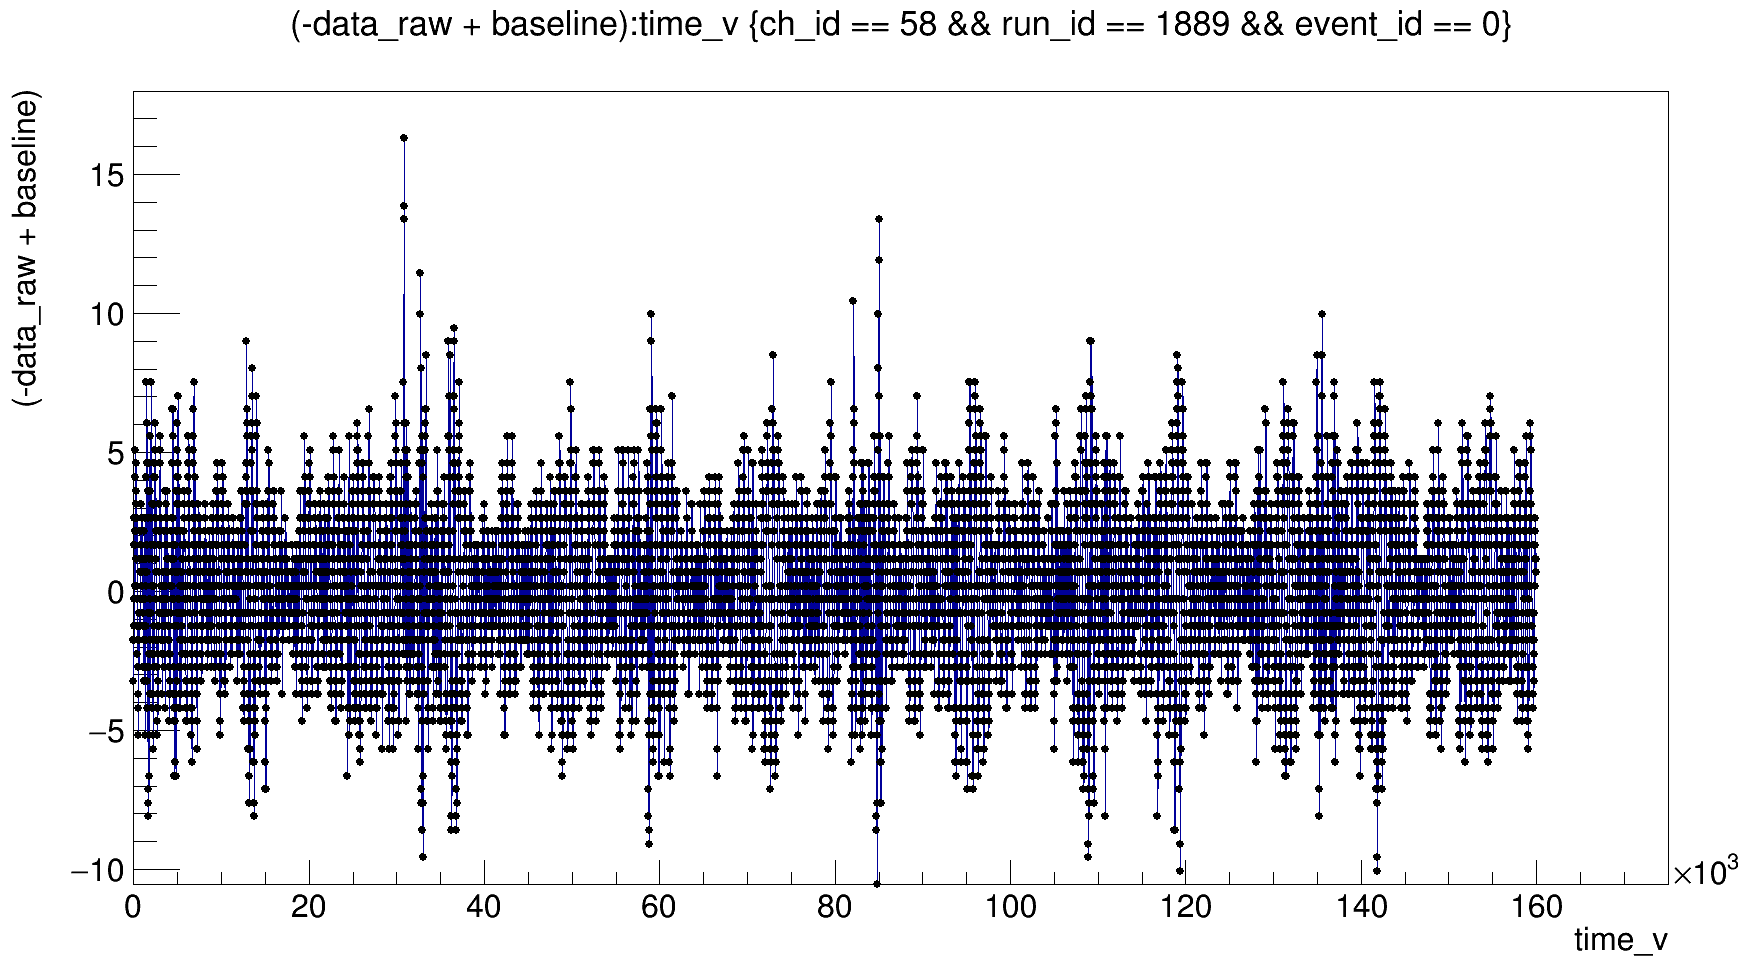 (-data_raw + baseline):time_v {ch_id == 58 && run_id == 1889 && event_id == 0}
(-data_raw + baseline)
15
10
5
0
−5
−10
0 20 40 60 80 100 120 140 160
×10³
time_v